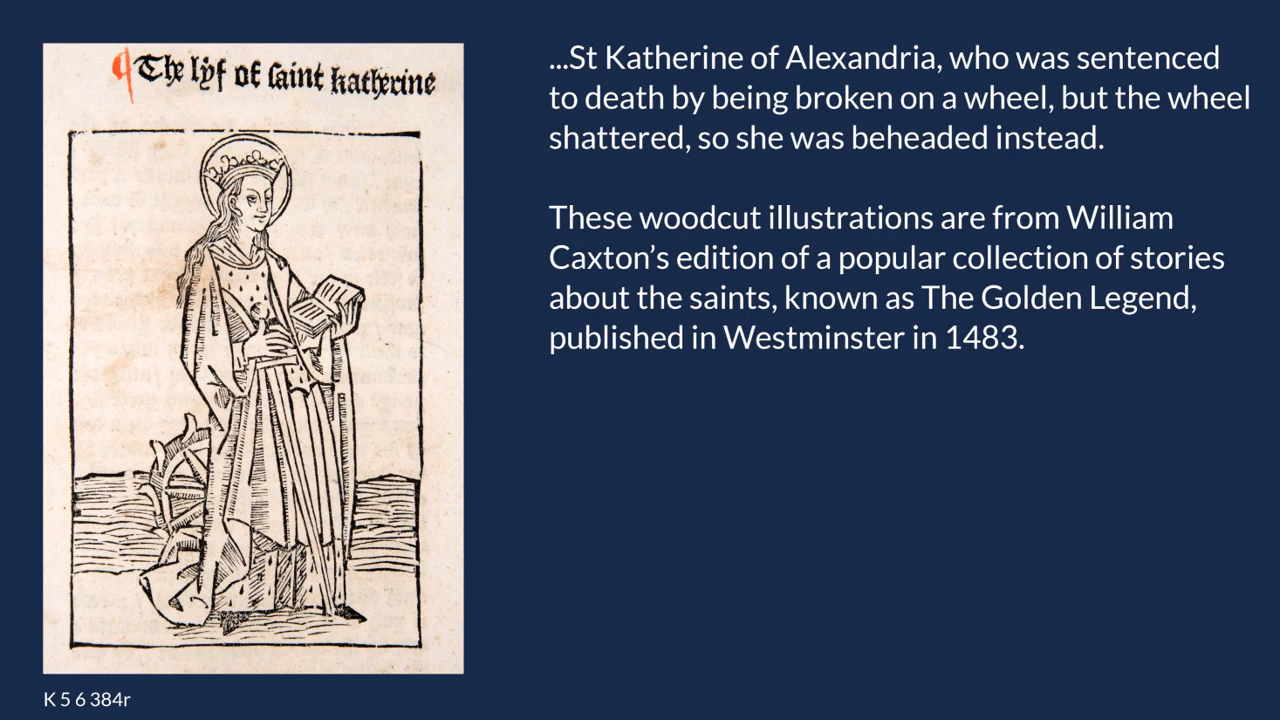 ¶ The lyf of saint katherine
...St Katherine of Alexandria, who was sentenced
to death by being broken on a wheel, but the wheel
shattered, so she was beheaded instead.
These woodcut illustrations are from William
Caxton’s edition of a popular collection of stories
about the saints, known as The Golden Legend,
published in Westminster in 1483.
K 5 6 384r